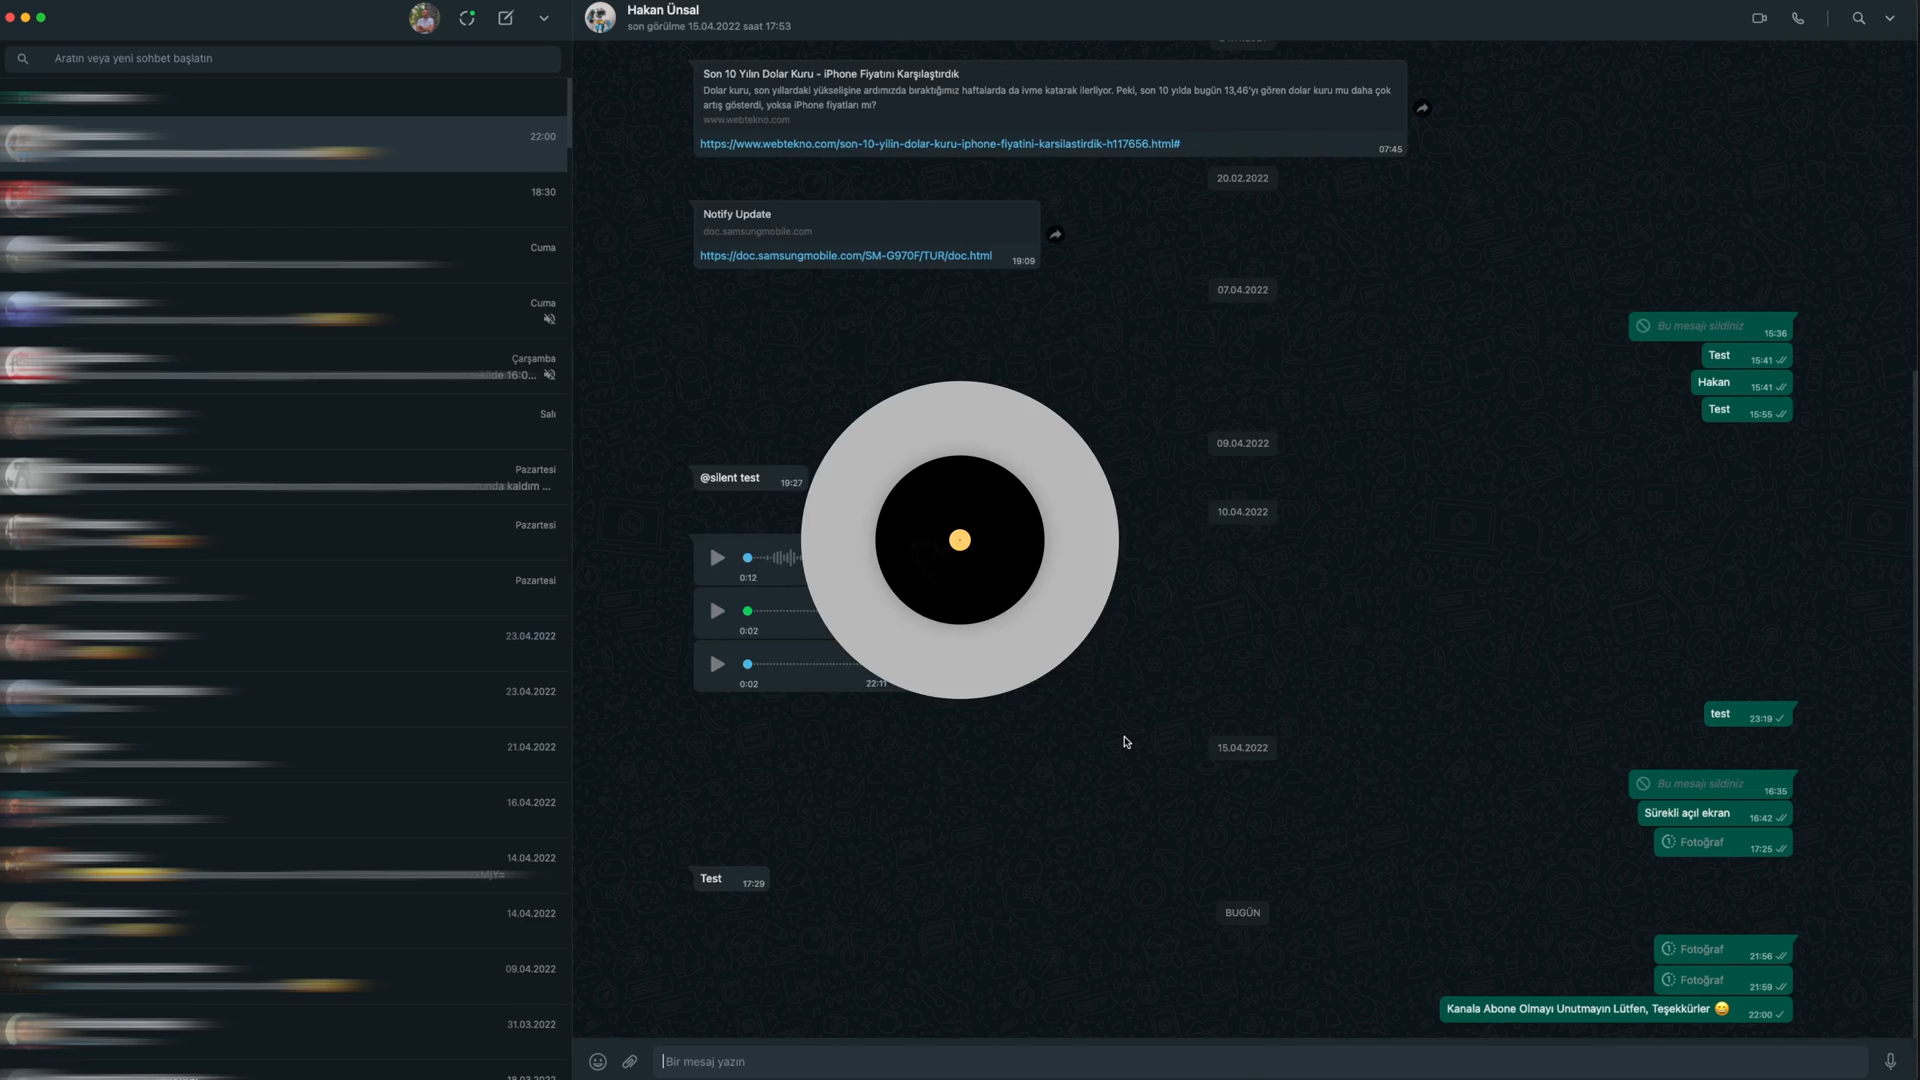 Hakan Ünsal
son görülme 15.04.2022 saat 17:53
Aratın veya yeni sohbet başlatın
22:00
18:30
Cuma
Cuma
Çarşamba
kilde 16:0...
Salı
Pazartesi
nda kaldım ...
Pazartesi
Pazartesi
23.04.2022
23.04.2022
21.04.2022
16.04.2022
14.04.2022
14.04.2022
09.04.2022
31.03.2022
18.03.2022
Son 10 Yılın Dolar Kuru - iPhone Fiyatını Karşılaştırdık
Dolar kuru, son yıllardaki yükselişine ardımızda bıraktığımız haftalarda da ivme katarak ilerliyor. Peki, son 10 yılda bugün 13,46'yı gören dolar kuru mu daha çok
artış gösterdi, yoksa iPhone fiyatları mı?
www.webtekno.com
https://www.webtekno.com/son-10-yilin-dolar-kuru-iphone-fiyatini-karsilastirdik-h117656.html#
07:45
20.02.2022
Notify Update
doc.samsungmobile.com
https://doc.samsungmobile.com/SM-G970F/TUR/doc.html
19:09
07.04.2022
Bu mesajı sildiniz 15:36
Test 15:41
Hakan 15:41
Test 15:55
09.04.2022
@silent test 19:27
10.04.2022
0:12
0:02
0:02 22:11
test 23:19
15.04.2022
Bu mesajı sildiniz 16:35
Sürekli açıl ekran 16:42
Fotoğraf 17:25
Test 17:29
BUGÜN
Fotoğraf 21:56
Fotoğraf 21:59
Kanala Abone Olmayı Unutmayın Lütfen, Teşekkürler 😄 22:00
Bir mesaj yazın